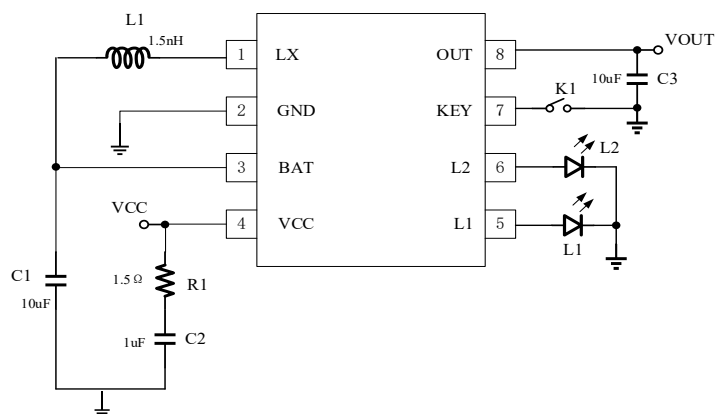 L1
1.5nH
1 LX OUT 8 VOUT
10uF C3
K1
2 GND KEY 7
3 BAT L2 6 L2
VCC
4 VCC L1 5
L1
C1 1.5Ω R1
10uF
1uF C2